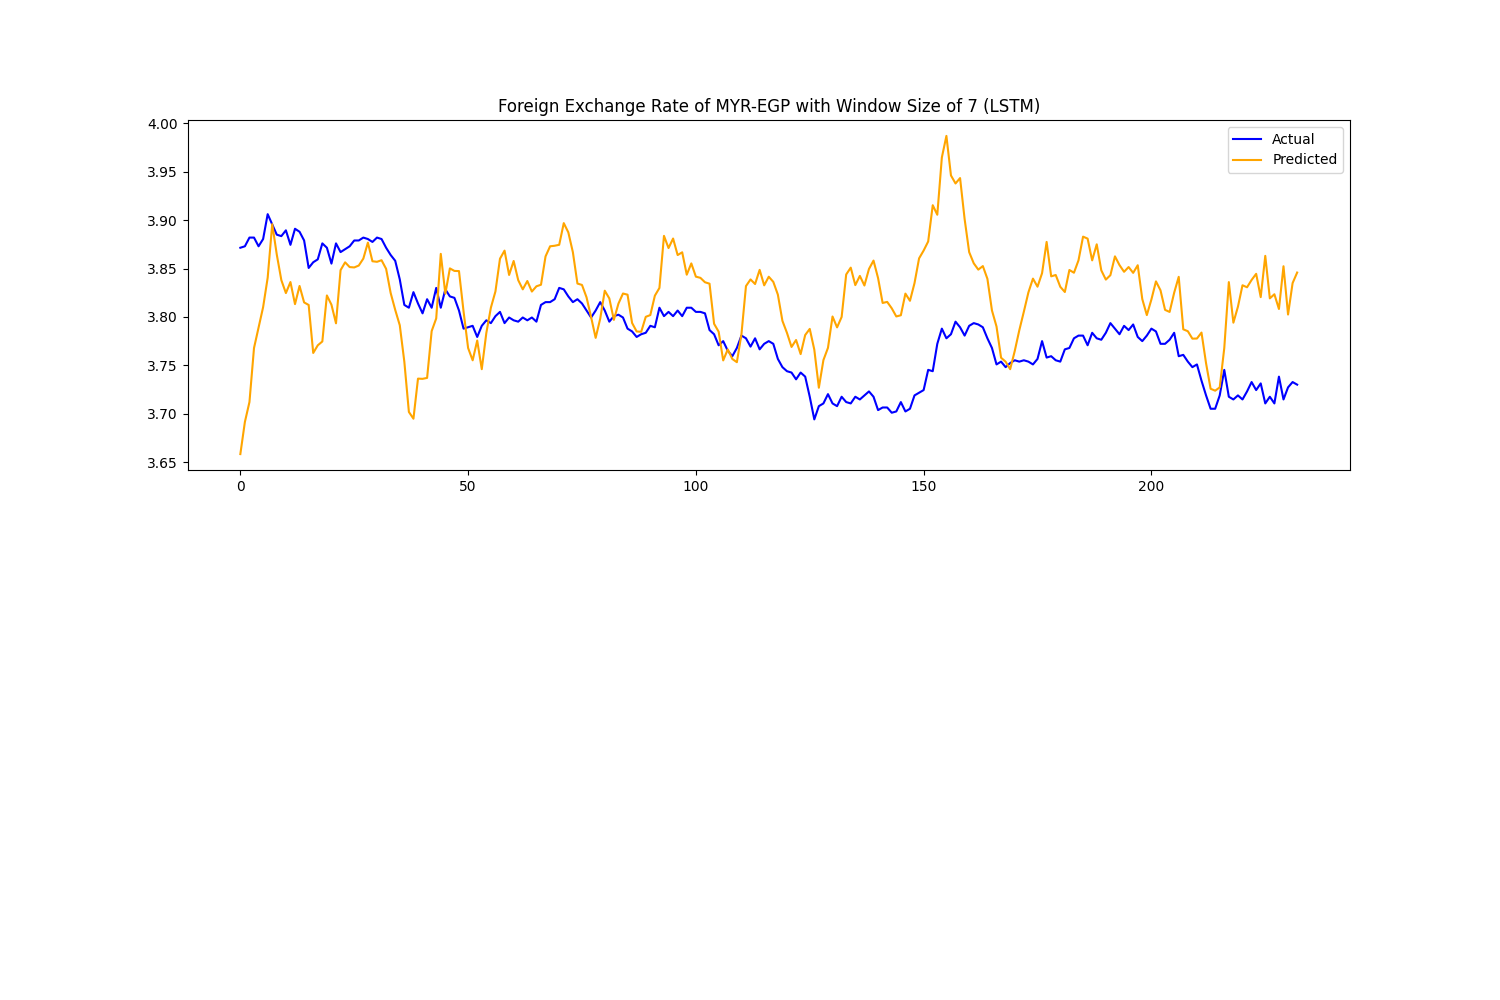 Foreign Exchange Rate of MYR-EGP with Window Size of 7 (LSTM)
4.00
3.95
3.90
3.85
3.80
3.75
3.70
3.65
Actual
Predicted
0 50 100 150 200